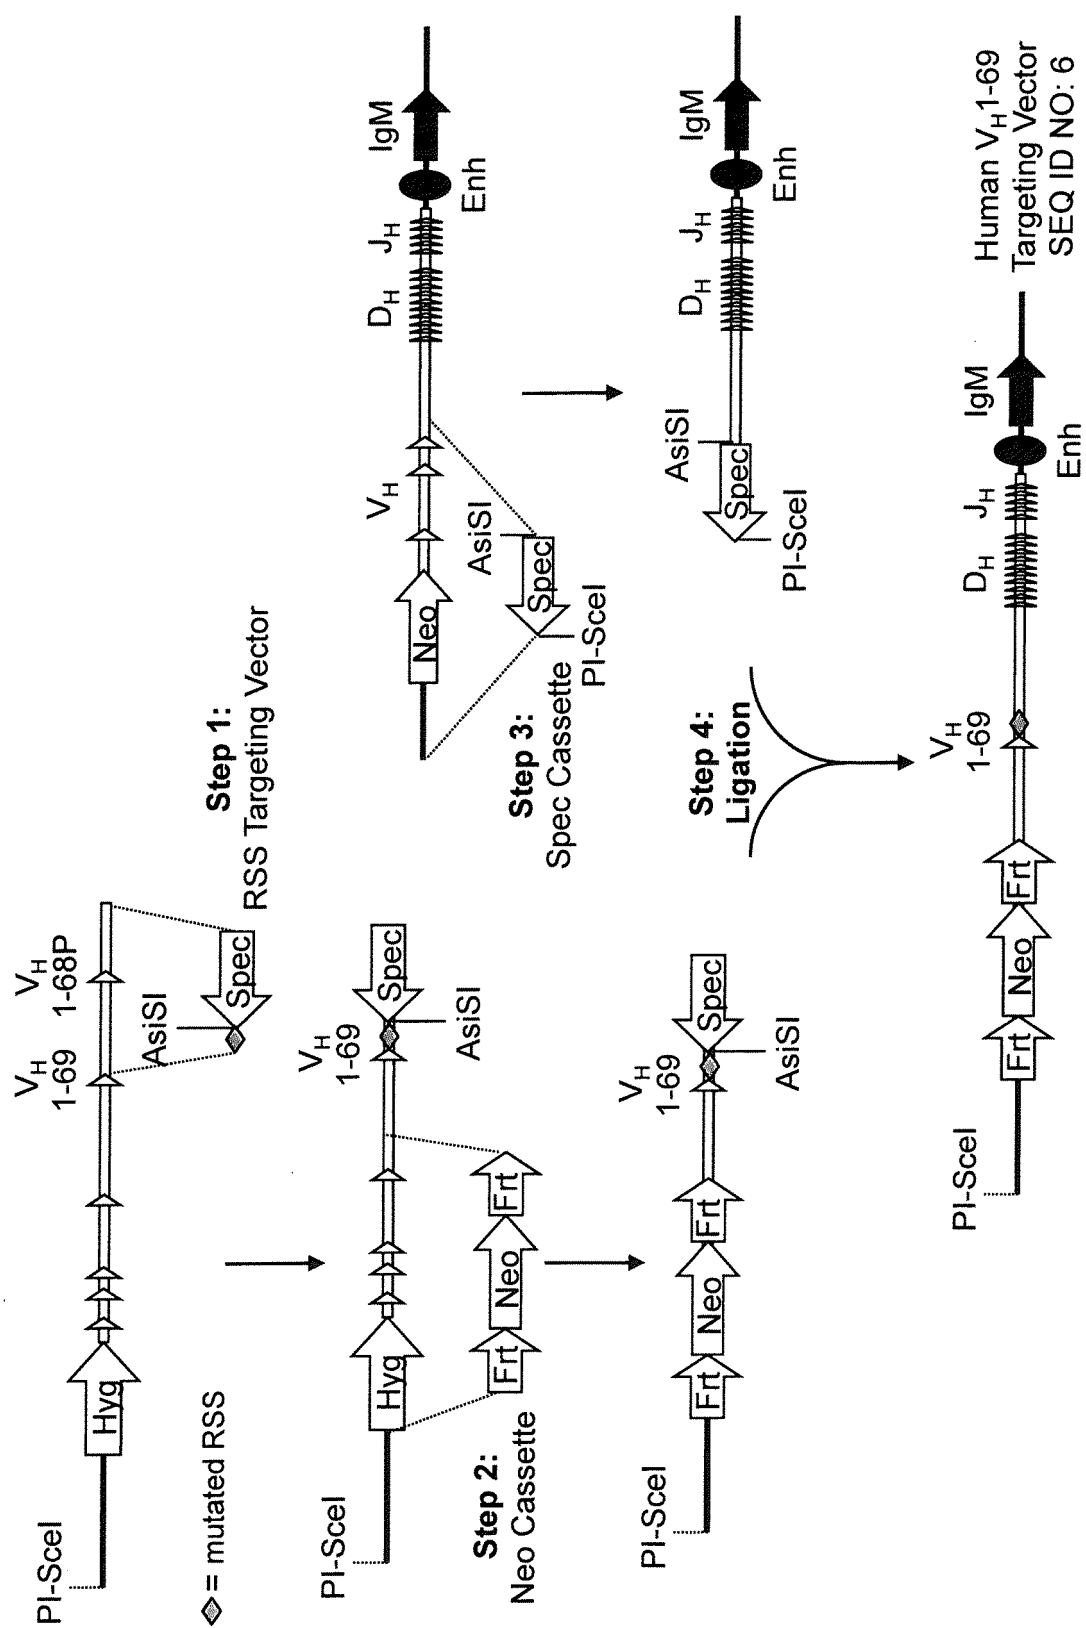 PI-SceI
Hyg
V_H
1-69
V_H
1-68P
AsiSI
Spec
Step 1:
RSS Targeting Vector
= mutated RSS
PI-SceI
Hyg
V_H
1-69
Spec
AsiSI
Step 2:
Neo Cassette
Frt
Neo
Frt
PI-SceI
Frt
Neo
Frt
V_H
1-69
Spec
AsiSI
Neo
V_H
D_H
J_H
IgM
Enh
Step 3:
Spec Cassette
AsiSI
Spec
PI-SceI
AsiSI
Spec
PI-SceI
D_H
J_H
IgM
Enh
Step 4:
Ligation
PI-SceI
Frt
Neo
Frt
V_H
1-69
D_H
J_H
IgM
Enh
Human V_H1-69
Targeting Vector
SEQ ID NO: 6